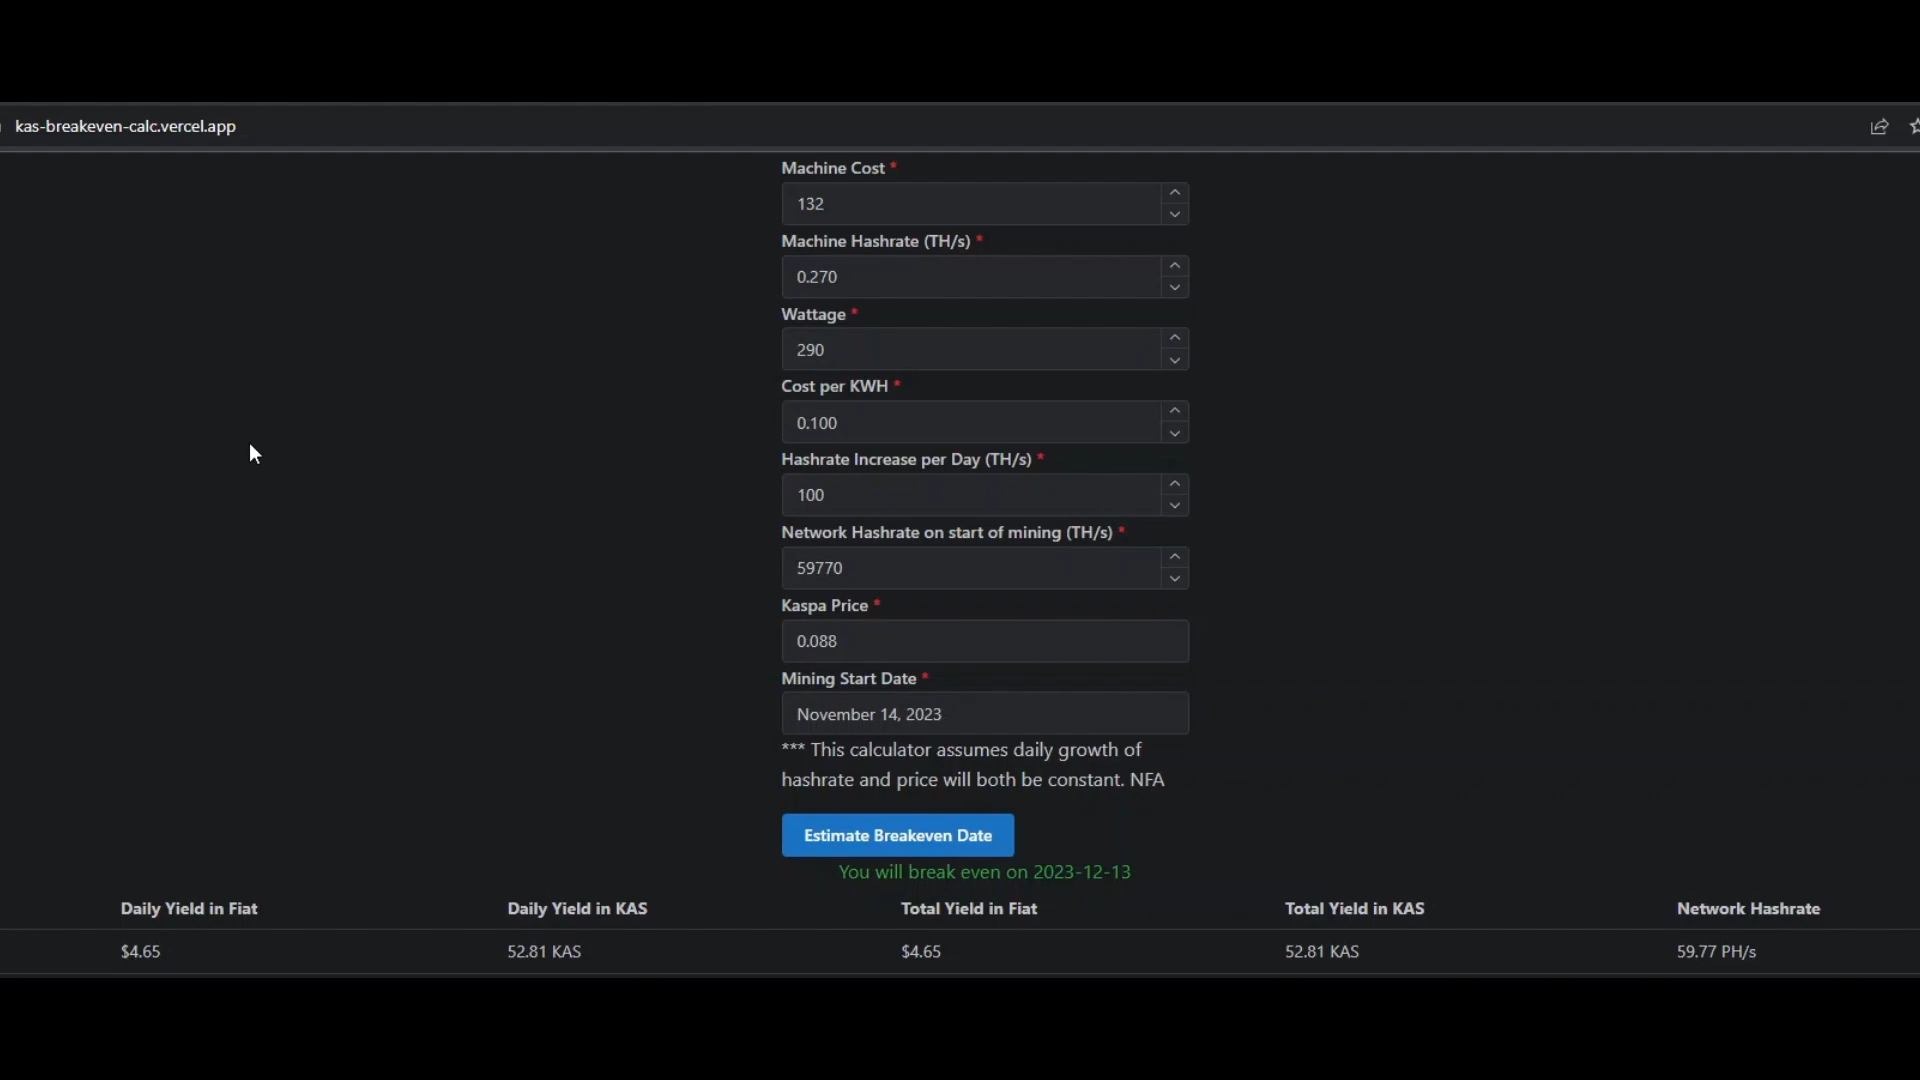 kas-breakeven-calc.vercel.app
Machine Cost *
132
Machine Hashrate (TH/s) *
0.270
Wattage *
290
Cost per KWH *
0.100
Hashrate Increase per Day (TH/s) *
100
Network Hashrate on start of mining (TH/s) *
59770
Kaspa Price *
0.088
Mining Start Date *
November 14, 2023
*** This calculator assumes daily growth of
hashrate and price will both be constant. NFA
Estimate Breakeven Date
You will break even on 2023-12-13
Daily Yield in Fiat Daily Yield in KAS Total Yield in Fiat Total Yield in KAS Network Hashrate
$4.65 52.81 KAS $4.65 52.81 KAS 59.77 PH/s